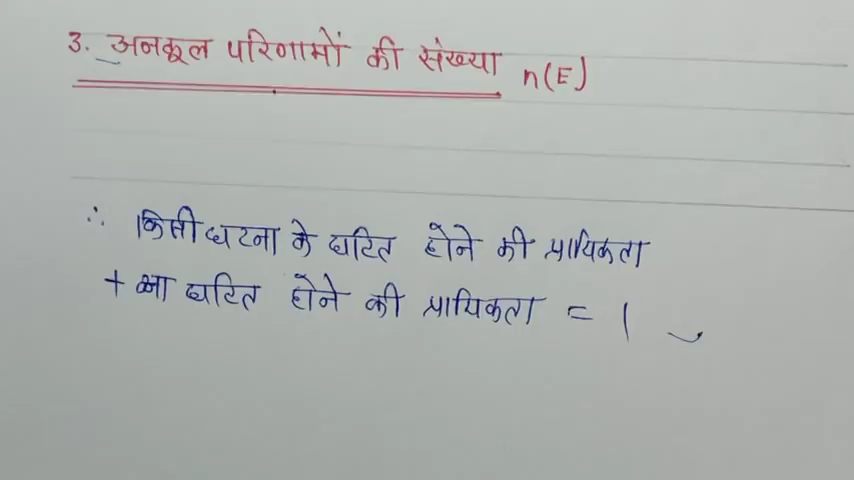 3. अनकूल परिणामों की संख्या n(E)
∴ किसी घटना के घटित होने की प्रायिकता
+ ना घटित होने की प्रायिकता = 1